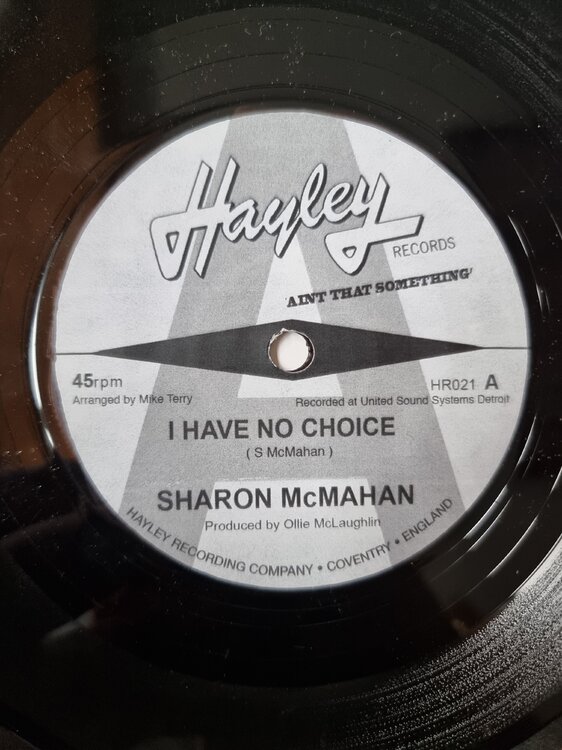 Hayley
RECORDS
'AINT THAT SOMETHING'
A
45rpm
HR021 A
Arranged by Mike Terry
Recorded at United Sound Systems Detroit
I HAVE NO CHOICE
( S McMahan )
SHARON McMAHAN
Produced by Ollie McLaughlin
HAYLEY RECORDING COMPANY • COVENTRY • ENGLAND